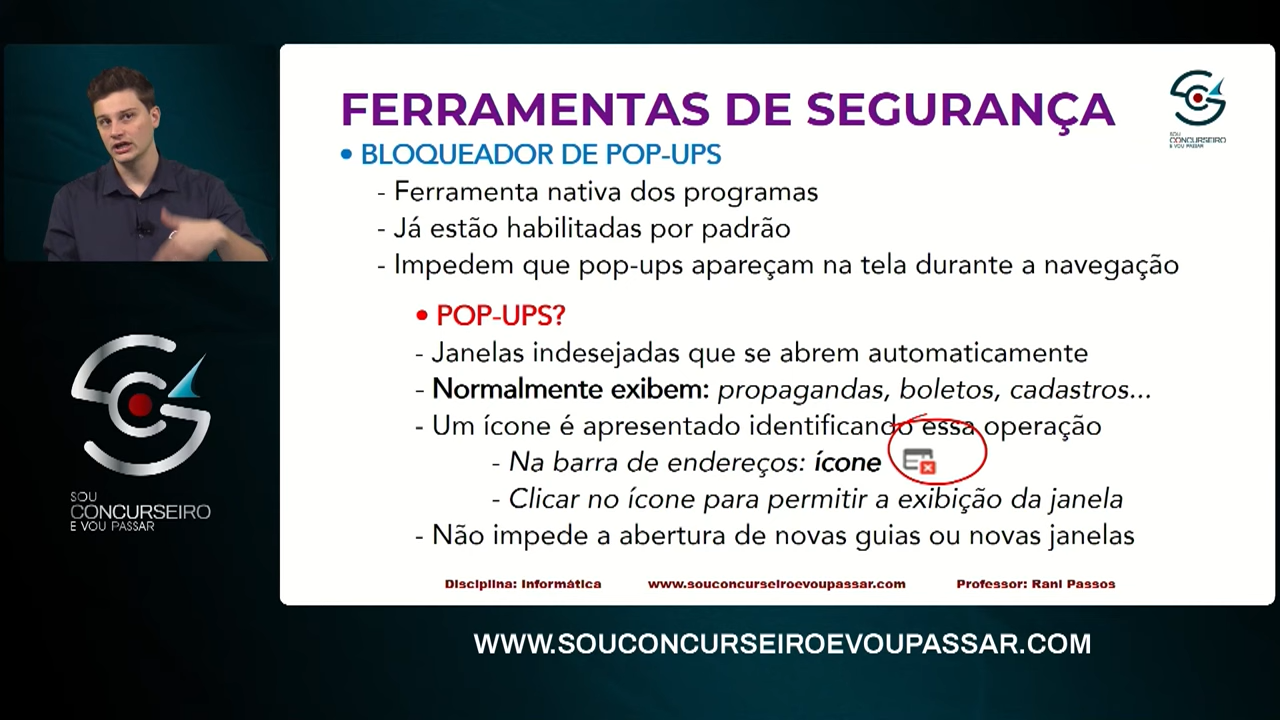 FERRAMENTAS DE SEGURANÇA
SOU
CONCURSEIRO
E VOU PASSAR
• BLOQUEADOR DE POP-UPS
- Ferramenta nativa dos programas
- Já estão habilitadas por padrão
- Impedem que pop-ups apareçam na tela durante a navegação
• POP-UPS?
- Janelas indesejadas que se abrem automaticamente
- Normalmente exibem: propagandas, boletos, cadastros...
- Um ícone é apresentado identificando essa operação
- Na barra de endereços: ícone
- Clicar no ícone para permitir a exibição da janela
- Não impede a abertura de novas guias ou novas janelas
Disciplina: Informática www.souconcurseiroevoupassar.com Professor: Rani Passos
SOU
CONCURSEIRO
E VOU PASSAR
WWW.SOUCONCURSEIROEVOUPASSAR.COM